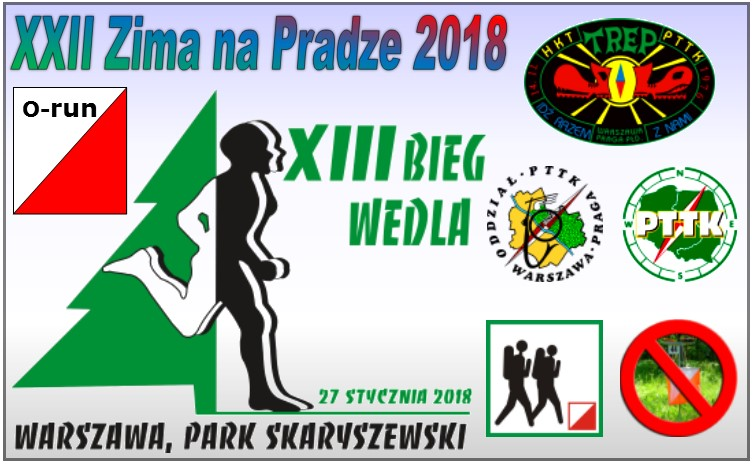 XXII Zima na Pradze 2018
O-run
XIII BIEG
WEDLA
27 STYCZNIA 2018
WARSZAWA, PARK SKARYSZEWSKI
HKT TREP PTTK
IDŹ RAZEM Z NAMI
WARSZAWA
PRAGA PŁD.
ODDZIAŁ · PTTK
WARSZAWA - PRAGA
N
W E
PTTK
S